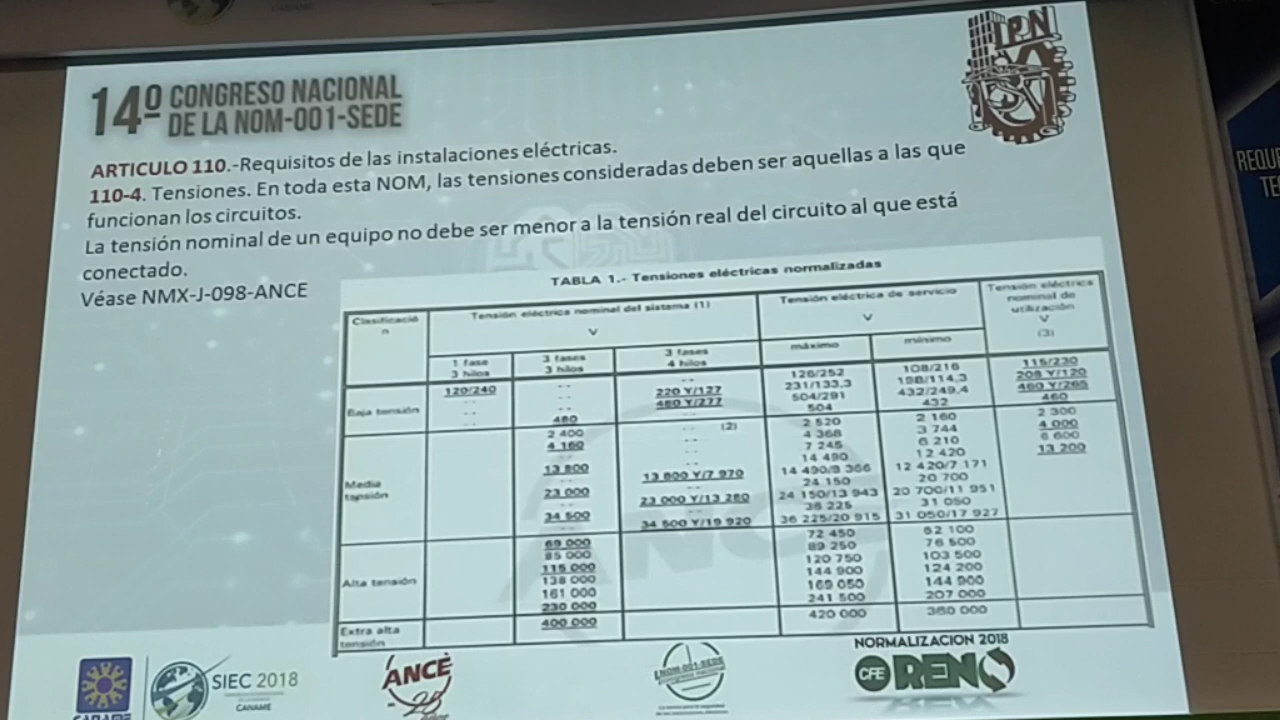 IPN
14º CONGRESO NACIONAL
DE LA NOM-001-SEDE
ARTICULO 110.-Requisitos de las instalaciones eléctricas.
110-4. Tensiones. En toda esta NOM, las tensiones consideradas deben ser aquellas a las que
funcionan los circuitos.
La tensión nominal de un equipo no debe ser menor a la tensión real del circuito al que está
conectado.
Véase NMX-J-098-ANCE
TABLA 1.- Tensiones eléctricas normalizadas
Clasificació
n
Tensión eléctrica nominal del sistema (1)
V
Tensión eléctrica de servicio
V
Tensión eléctrica
nominal de
utilización
V
(3)
1 fase
3 hilos
3 fases
3 hilos
3 fases
4 hilos
máximo
mínimo
Baja tensión
120/240 -- -- 126/252 108/216 115/230
-- -- 220 Y/127 231/133,3 198/114,3 208 Y/120
-- -- 480 Y/277 504/291 432/249,4 460 Y/265
480 504 432 460
Media
tensión
2 400 -- (2) 2 520 2 160 2 300
4 160 -- 4 368 3 744 4 000
-- -- 7 245 6 210 6 600
-- 14 490 12 420 13 200
13 800 13 800 Y/7 970 14 490/8 366 12 420/7 171
-- -- 24 150 20 700
23 000 23 000 Y/13 280 24 150/13 943 20 700/11 951
-- -- 36 225 31 050
34 500 34 500 Y/19 920 36 225/20 915 31 050/17 927
Alta tensión
69 000 72 450 62 100
85 000 89 250 76 500
115 000 120 750 103 500
138 000 144 900 124 200
161 000 169 050 144 900
230 000 241 500 207 000
Extra alta
tensión
400 000 420 000 360 000
CANAME
SIEC 2018
CANAME
ANCE
25
NOM-001-SEDE
NORMALIZACION 2018
CFE
REQUE
TE